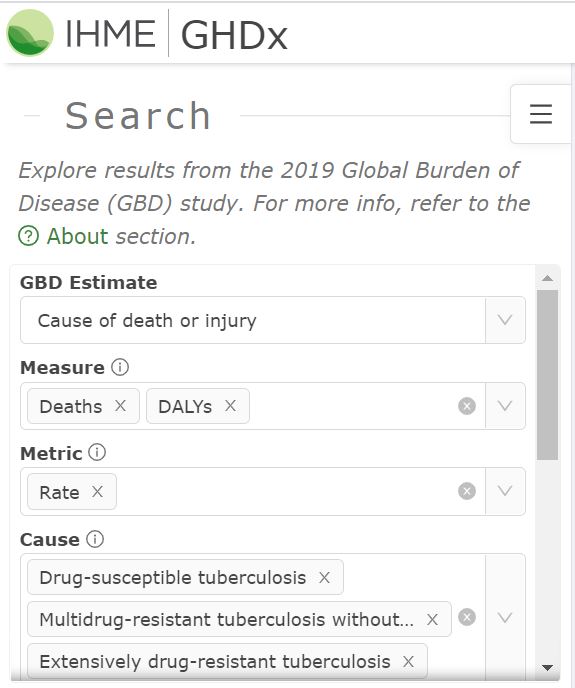 IHME GHDx
Search
Explore results from the 2019 Global Burden of
Disease (GBD) study. For more info, refer to the
? About section.
GBD Estimate
Cause of death or injury
Measure
Deaths X DALYs X
Metric
Rate X
Cause
Drug-susceptible tuberculosis X
Multidrug-resistant tuberculosis without... X
Extensively drug-resistant tuberculosis X